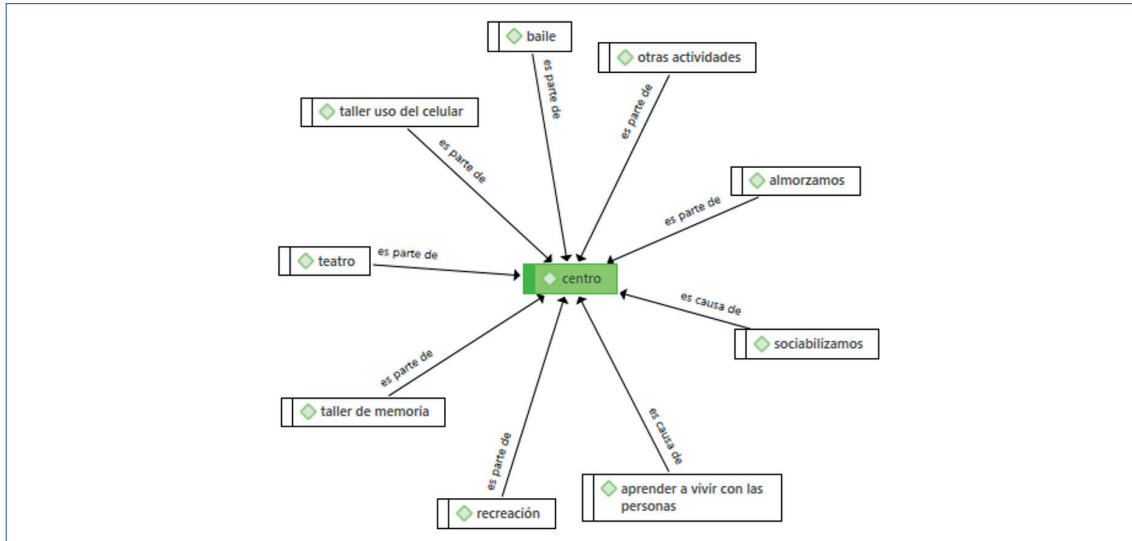 baile
otras actividades
es parte de
es parte de
taller uso del celular
es parte de
almorzamos
es parte de
teatro
es parte de
centro
es causa de
sociabilizamos
es parte de
taller de memoria
es causa de
es parte de
aprender a vivir con las
personas
recreación